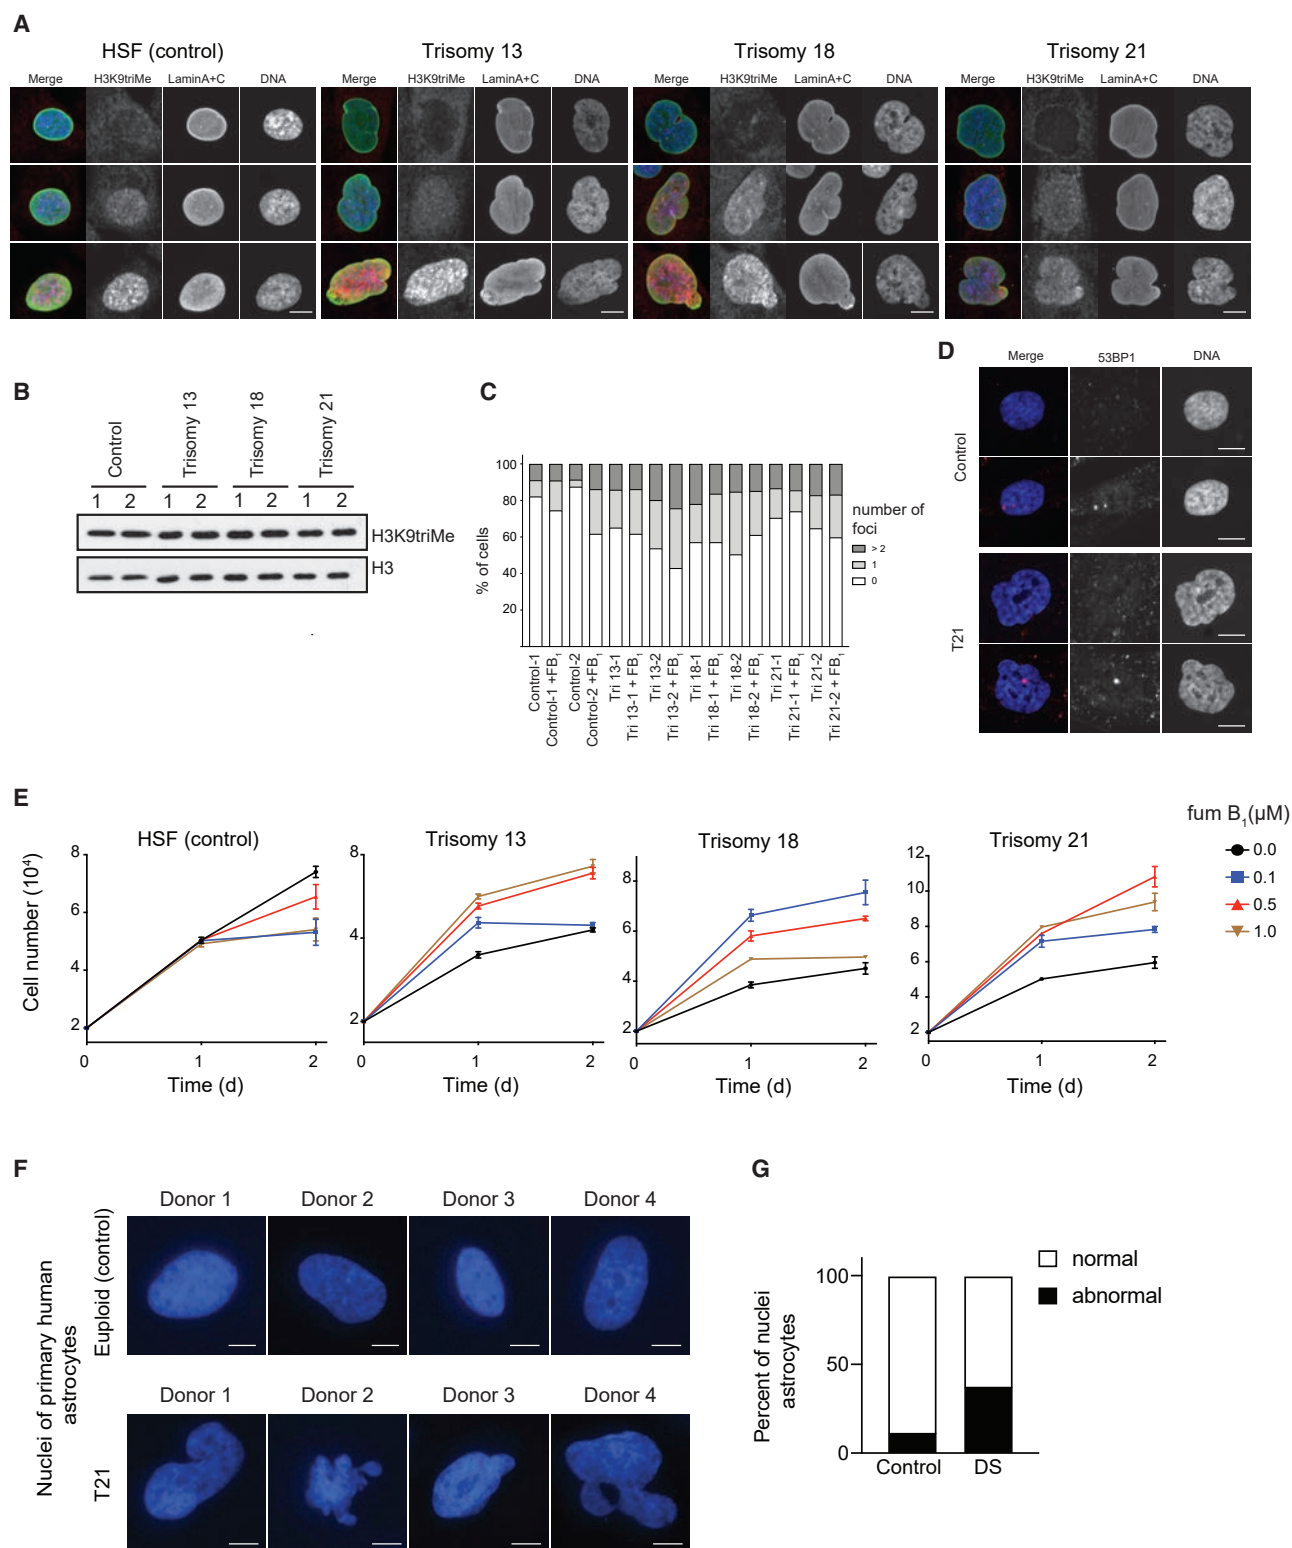 A
HSF (control) Trisomy 13 Trisomy 18 Trisomy 21
Merge H3K9triMe LaminA+C DNA Merge H3K9triMe LaminA+C DNA Merge H3K9triMe LaminA+C DNA Merge H3K9triMe LaminA+C DNA
B
Control Trisomy 13 Trisomy 18 Trisomy 21
1 2 1 2 1 2 1 2
H3K9triMe
H3
C
% of cells
100
80
60
40
20
number of
foci
> 2
1
0
Control-1
Control-1 +FB1
Control-2
Control-2 +FB1
Tri 13-1
Tri 13-1 + FB1
Tri 13-2
Tri 13-2 + FB1
Tri 18-1
Tri 18-1 + FB1
Tri 18-2
Tri 18-2 + FB1
Tri 21-1
Tri 21-1 + FB1
Tri 21-2
Tri 21-2 + FB1
D
Merge 53BP1 DNA
Control
T21
E
HSF (control) Trisomy 13 Trisomy 18 Trisomy 21
Cell number (10⁴)
8
6
4
2
0 1 2
Time (d)
8
4
2
0 1 2
Time (d)
8
6
4
2
0 1 2
Time (d)
12
10
8
6
4
2
0 1 2
Time (d)
fum B1(µM)
0.0
0.1
0.5
1.0
F
Nuclei of primary human
astrocytes
Euploid (control)
Donor 1 Donor 2 Donor 3 Donor 4
T21
Donor 1 Donor 2 Donor 3 Donor 4
G
Percent of nuclei
astrocytes
100
50
0
Control DS
normal
abnormal